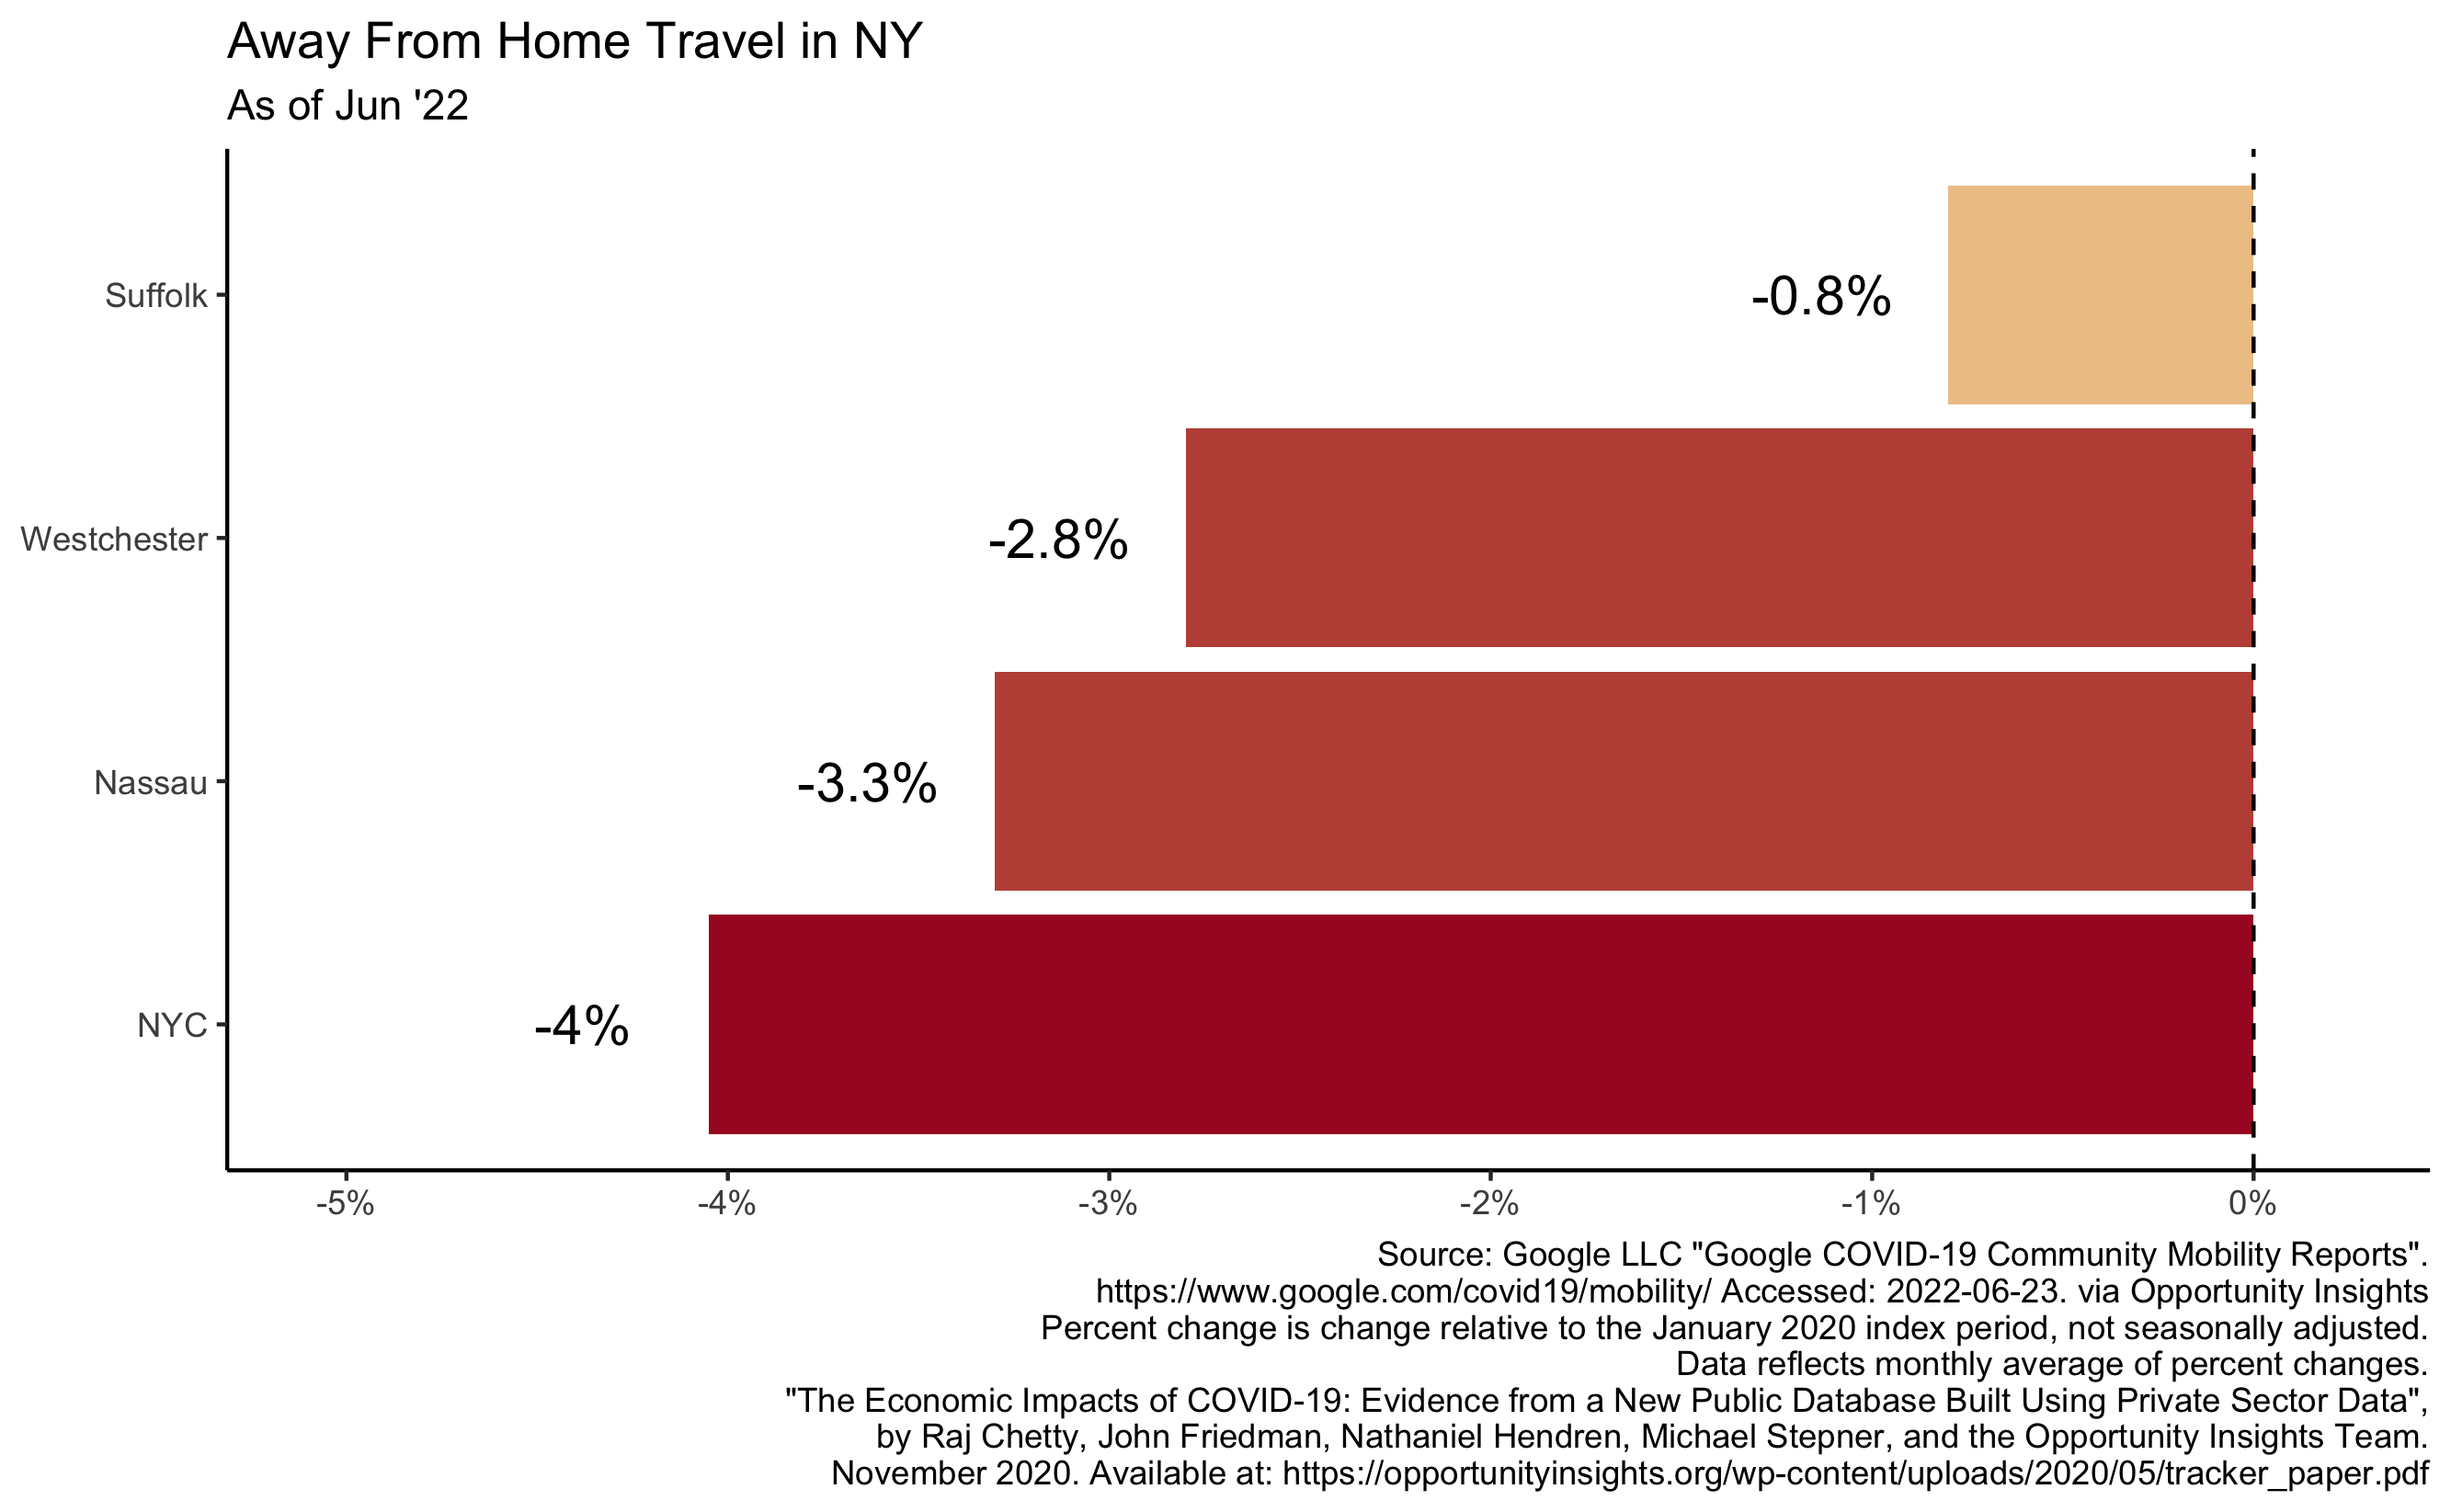 Away From Home Travel in NY
As of Jun '22
Suffolk
-0.8%
Westchester
-2.8%
Nassau
-3.3%
NYC
-4%
-5% -4% -3% -2% -1% 0%
Source: Google LLC "Google COVID-19 Community Mobility Reports".
https://www.google.com/covid19/mobility/ Accessed: 2022-06-23. via Opportunity Insights
Percent change is change relative to the January 2020 index period, not seasonally adjusted.
Data reflects monthly average of percent changes.
"The Economic Impacts of COVID-19: Evidence from a New Public Database Built Using Private Sector Data",
by Raj Chetty, John Friedman, Nathaniel Hendren, Michael Stepner, and the Opportunity Insights Team.
November 2020. Available at: https://opportunityinsights.org/wp-content/uploads/2020/05/tracker_paper.pdf